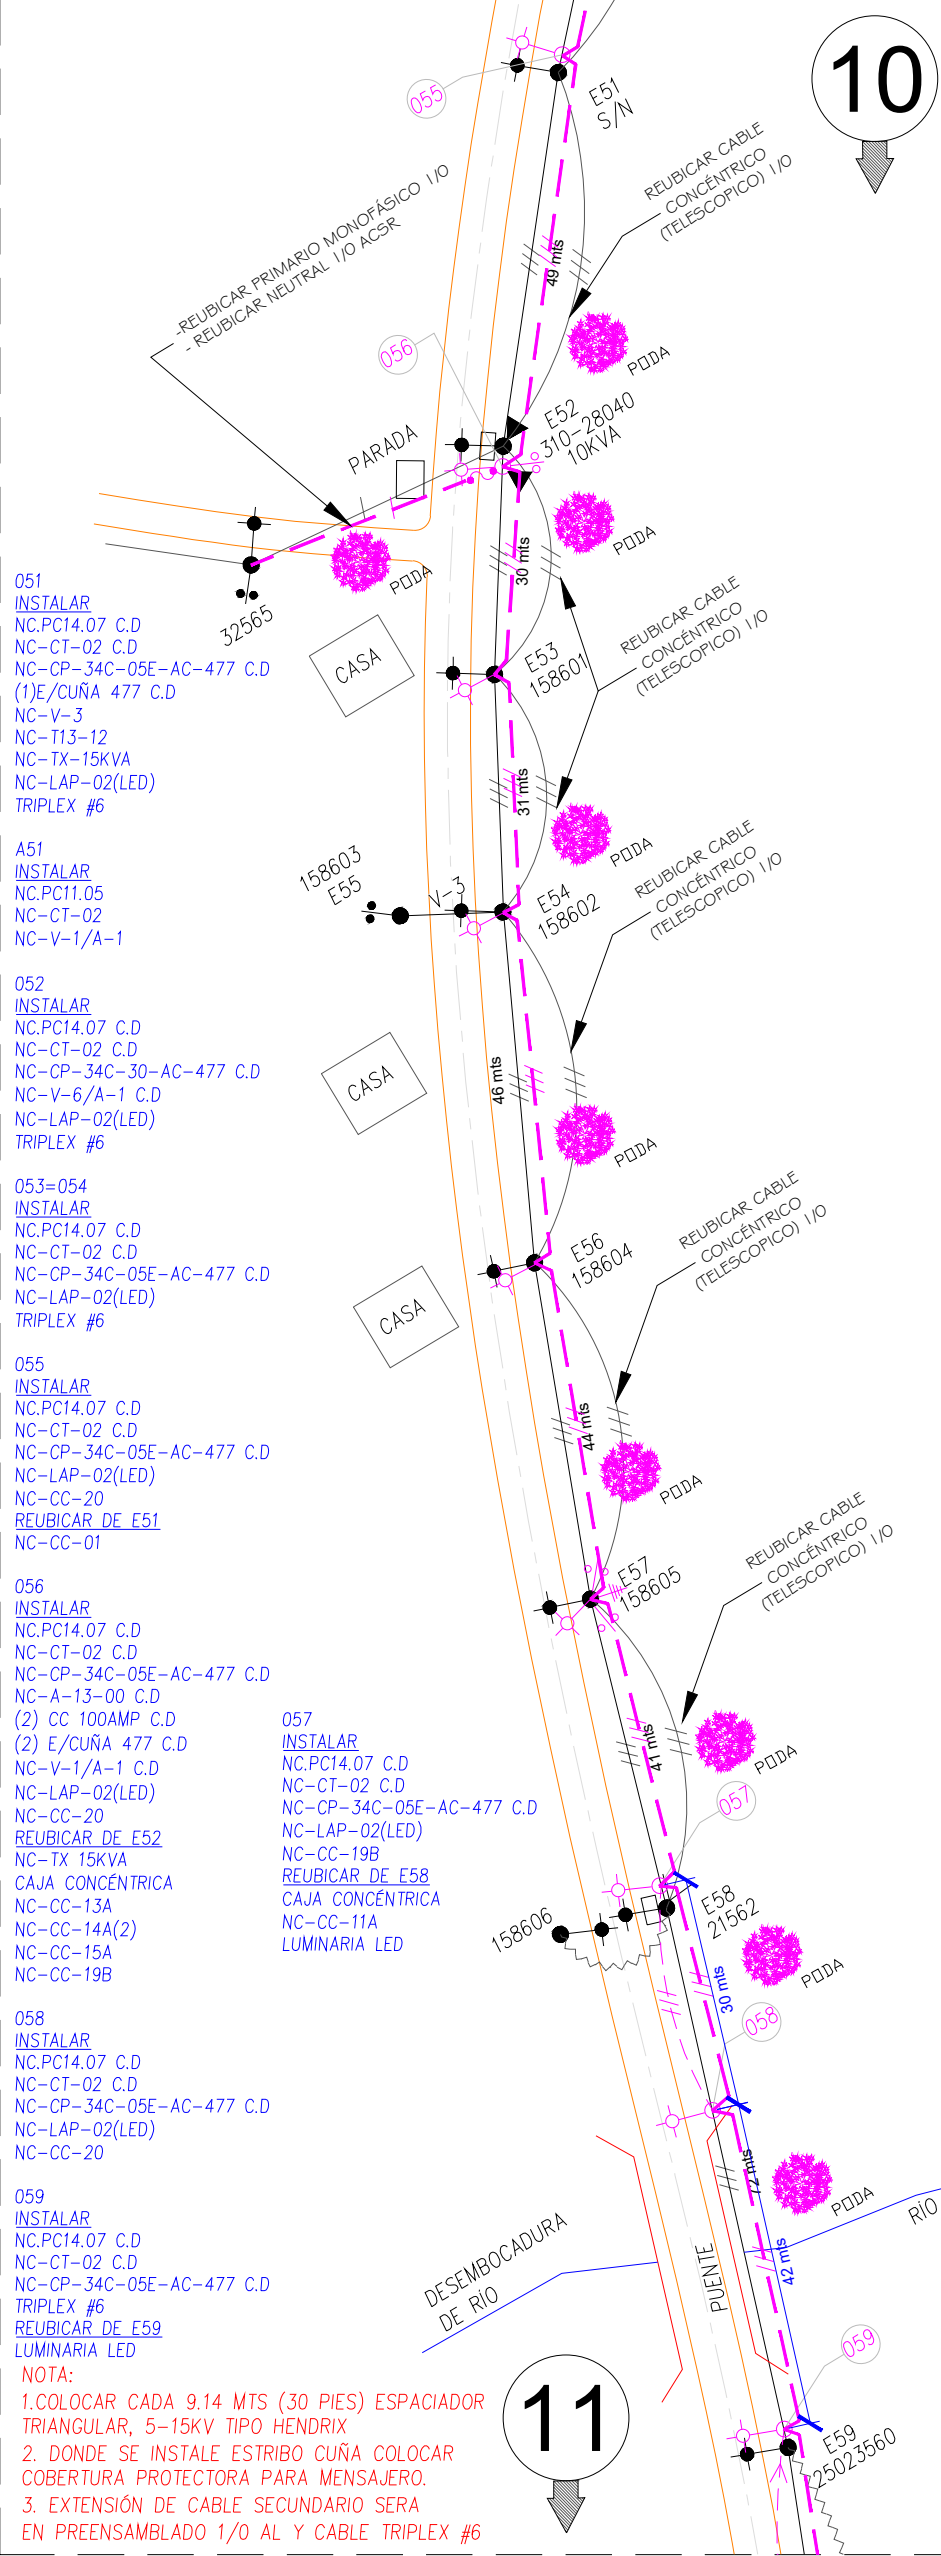 10
055
E51
S/N
REUBICAR CABLE
CONCÉNTRICO
(TELESCOPICO) 1/0
-REUBICAR PRIMARIO MONOFÁSICO 1/0
- REUBICAR NEUTRAL 1/0 ACSR
49 mts
056
PODA
E52
310-28040
10KVA
PARADA
PODA
30 mts
PODA
32565
CASA
E53
158601
REUBICAR CABLE
CONCÉNTRICO
(TELESCOPICO) 1/0
31 mts
PODA
158603
E55
V-3
E54
158602
REUBICAR CABLE
CONCÉNTRICO
(TELESCOPICO) 1/0
CASA
46 mts
PODA
E56
158604
REUBICAR CABLE
CONCÉNTRICO
(TELESCOPICO) 1/0
CASA
44 mts
PODA
E57
158605
REUBICAR CABLE
CONCÉNTRICO
(TELESCOPICO) 1/0
41 mts
PODA
057
158606
E58
21562
PODA
30 mts
058
72 mts
PODA
RÍO
DESEMBOCADURA
DE RÍO
PUENTE
42 mts
059
E59
25023560
11
051
INSTALAR
NC.PC14.07 C.D
NC-CT-02 C.D
NC-CP-34C-05E-AC-477 C.D
(1)E/CUÑA 477 C.D
NC-V-3
NC-T13-12
NC-TX-15KVA
NC-LAP-02(LED)
TRIPLEX #6
A51
INSTALAR
NC.PC11.05
NC-CT-02
NC-V-1/A-1
052
INSTALAR
NC.PC14.07 C.D
NC-CT-02 C.D
NC-CP-34C-30-AC-477 C.D
NC-V-6/A-1 C.D
NC-LAP-02(LED)
TRIPLEX #6
053=054
INSTALAR
NC.PC14.07 C.D
NC-CT-02 C.D
NC-CP-34C-05E-AC-477 C.D
NC-LAP-02(LED)
TRIPLEX #6
055
INSTALAR
NC.PC14.07 C.D
NC-CT-02 C.D
NC-CP-34C-05E-AC-477 C.D
NC-LAP-02(LED)
NC-CC-20
REUBICAR DE E51
NC-CC-01
056
INSTALAR
NC.PC14.07 C.D
NC-CT-02 C.D
NC-CP-34C-05E-AC-477 C.D
NC-A-13-00 C.D
(2) CC 100AMP C.D
(2) E/CUÑA 477 C.D
NC-V-1/A-1 C.D
NC-LAP-02(LED)
NC-CC-20
REUBICAR DE E52
NC-TX 15KVA
CAJA CONCÉNTRICA
NC-CC-13A
NC-CC-14A(2)
NC-CC-15A
NC-CC-19B
057
INSTALAR
NC.PC14.07 C.D
NC-CT-02 C.D
NC-CP-34C-05E-AC-477 C.D
NC-LAP-02(LED)
NC-CC-19B
REUBICAR DE E58
CAJA CONCÉNTRICA
NC-CC-11A
LUMINARIA LED
058
INSTALAR
NC.PC14.07 C.D
NC-CT-02 C.D
NC-CP-34C-05E-AC-477 C.D
NC-LAP-02(LED)
NC-CC-20
059
INSTALAR
NC.PC14.07 C.D
NC-CT-02 C.D
NC-CP-34C-05E-AC-477 C.D
TRIPLEX #6
REUBICAR DE E59
LUMINARIA LED
NOTA:
1.COLOCAR CADA 9.14 MTS (30 PIES) ESPACIADOR
TRIANGULAR, 5-15KV TIPO HENDRIX
2. DONDE SE INSTALE ESTRIBO CUÑA COLOCAR
COBERTURA PROTECTORA PARA MENSAJERO.
3. EXTENSIÓN DE CABLE SECUNDARIO SERA
EN PREENSAMBLADO 1/0 AL Y CABLE TRIPLEX #6